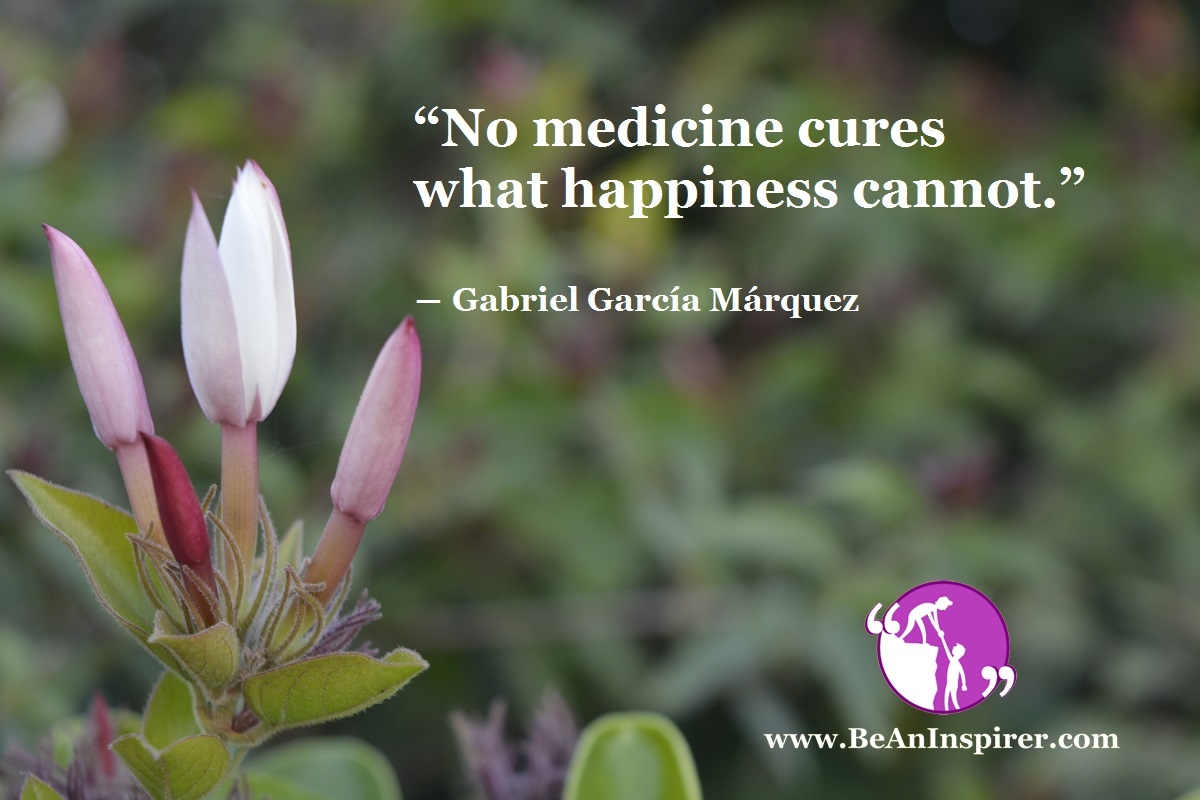 “No medicine cures
what happiness cannot.”
— Gabriel García Márquez
www.BeAnInspirer.com